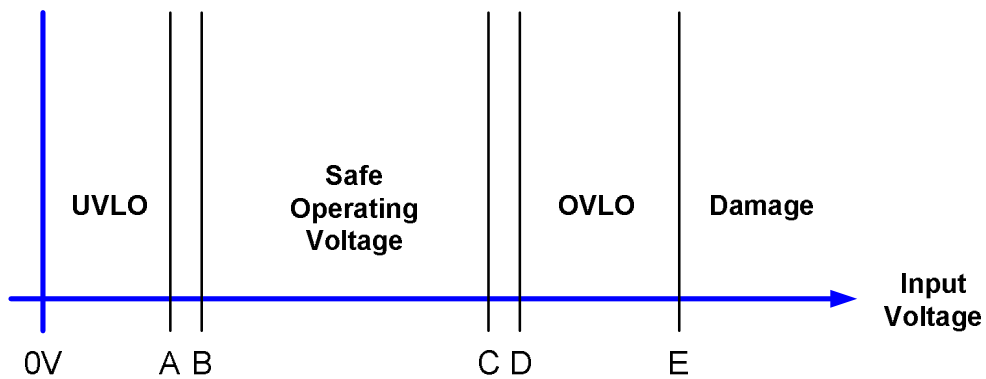 UVLO
Safe
Operating
Voltage
OVLO
Damage
Input
Voltage
0V
A
B
C
D
E